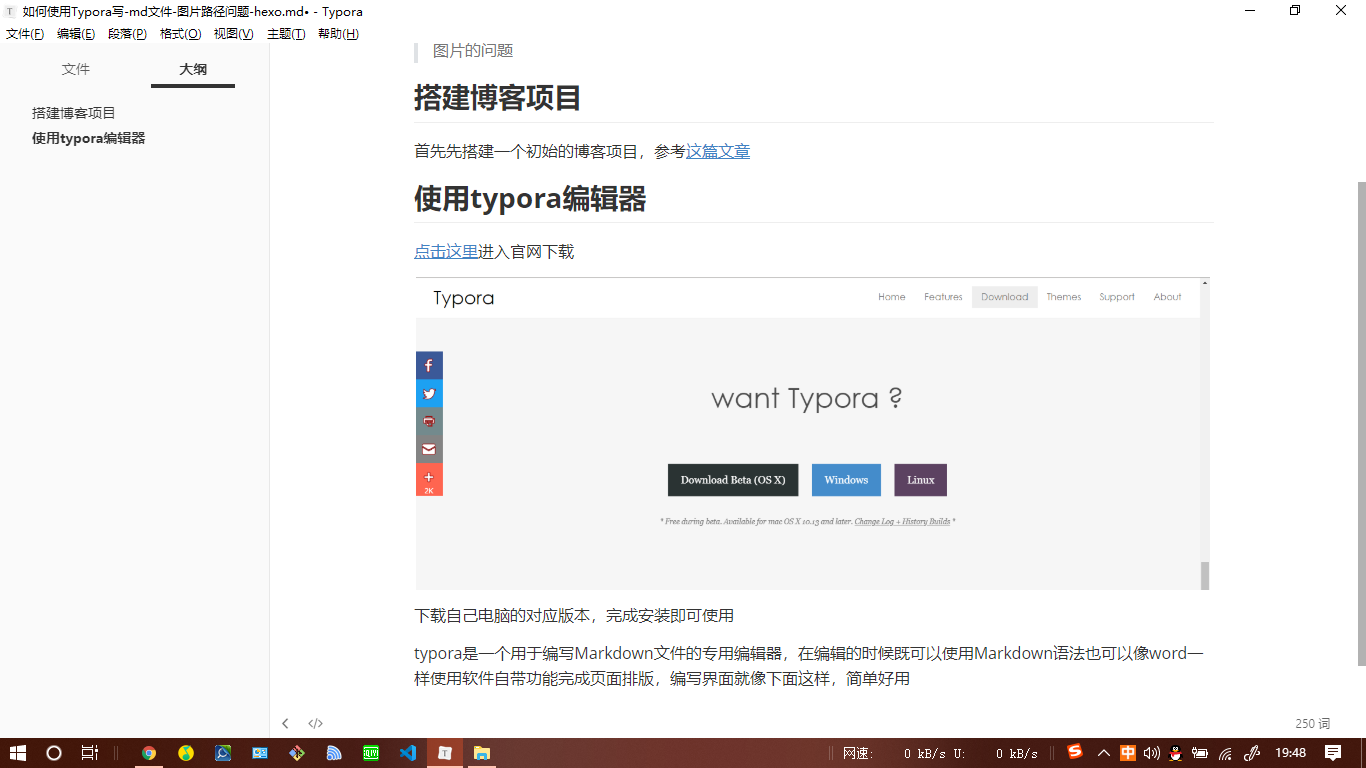 如何使用Typora写-md文件-图片路径问题-hexo.md• - Typora
文件(F) 编辑(E) 段落(P) 格式(O) 视图(V) 主题(T) 帮助(H)
文件 大纲
搭建博客项目
使用typora编辑器
图片的问题
搭建博客项目
首先先搭建一个初始的博客项目，参考这篇文章
使用typora编辑器
点击这里进入官网下载
Typora Home Features Download Themes Support About
want Typora ?
Download Beta (OS X) Windows Linux
2K
* Free during beta. Available for mac OS X 10.13 and later. Change Log + History Builds *
下载自己电脑的对应版本，完成安装即可使用
typora是一个用于编写Markdown文件的专用编辑器，在编辑的时候既可以使用Markdown语法也可以像word一
样使用软件自带功能完成页面排版，编写界面就像下面这样，简单好用
250 词
网速: 0 kB/s U: 0 kB/s 中 19:48